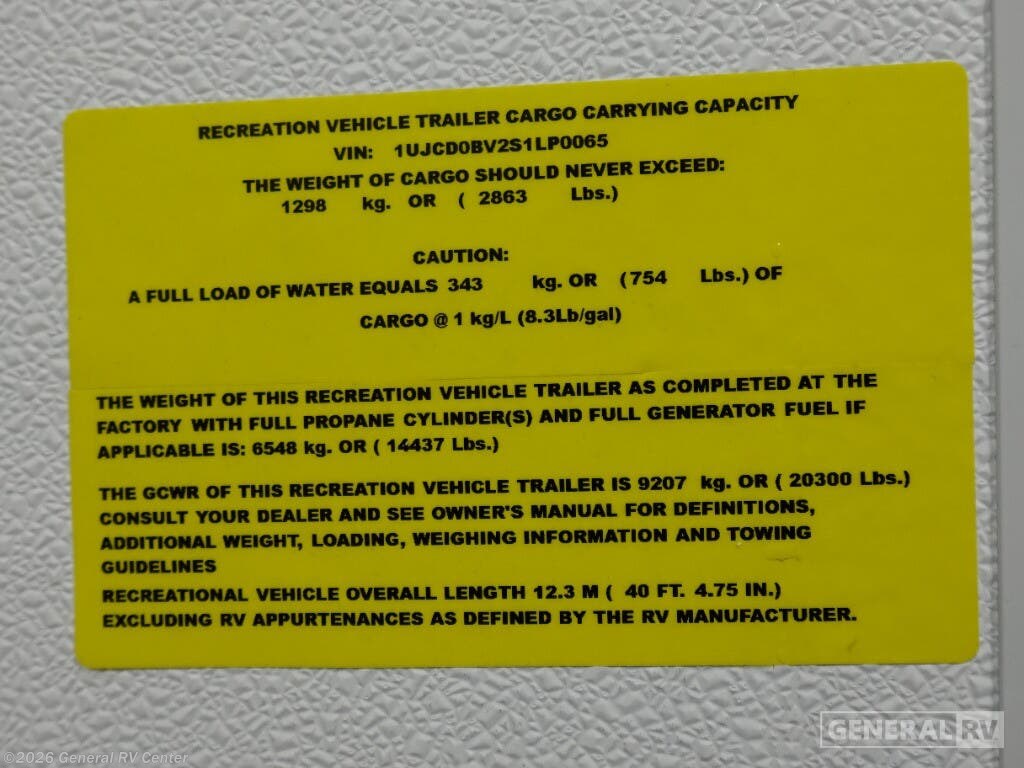 RECREATION VEHICLE TRAILER CARGO CARRYING CAPACITY
VIN: 1UJCD0BV2S1LP0065
THE WEIGHT OF CARGO SHOULD NEVER EXCEED:
1298 kg. OR ( 2863 Lbs.)
CAUTION:
A FULL LOAD OF WATER EQUALS 343 kg. OR (754 Lbs.) OF
CARGO @ 1 kg/L (8.3Lb/gal)
THE WEIGHT OF THIS RECREATION VEHICLE TRAILER AS COMPLETED AT THE
FACTORY WITH FULL PROPANE CYLINDER(S) AND FULL GENERATOR FUEL IF
APPLICABLE IS: 6548 kg. OR ( 14437 Lbs.)
THE GCWR OF THIS RECREATION VEHICLE TRAILER IS 9207 kg. OR ( 20300 Lbs.)
CONSULT YOUR DEALER AND SEE OWNER'S MANUAL FOR DEFINITIONS,
ADDITIONAL WEIGHT, LOADING, WEIGHING INFORMATION AND TOWING
GUIDELINES
RECREATIONAL VEHICLE OVERALL LENGTH 12.3 M ( 40 FT. 4.75 IN.)
EXCLUDING RV APPURTENANCES AS DEFINED BY THE RV MANUFACTURER.
GENERAL RV
©2026 General RV Center